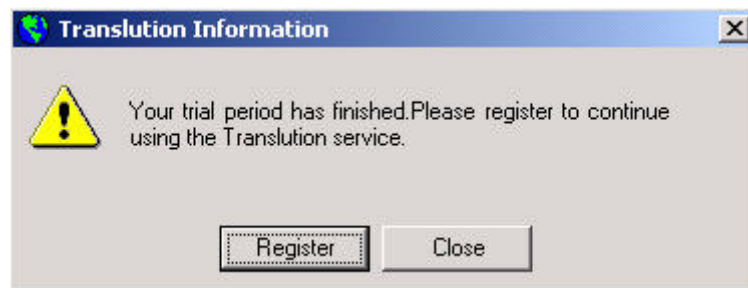 Translution Information
Your trial period has finished.Please register to continue
using the Translution service.
Register
Close